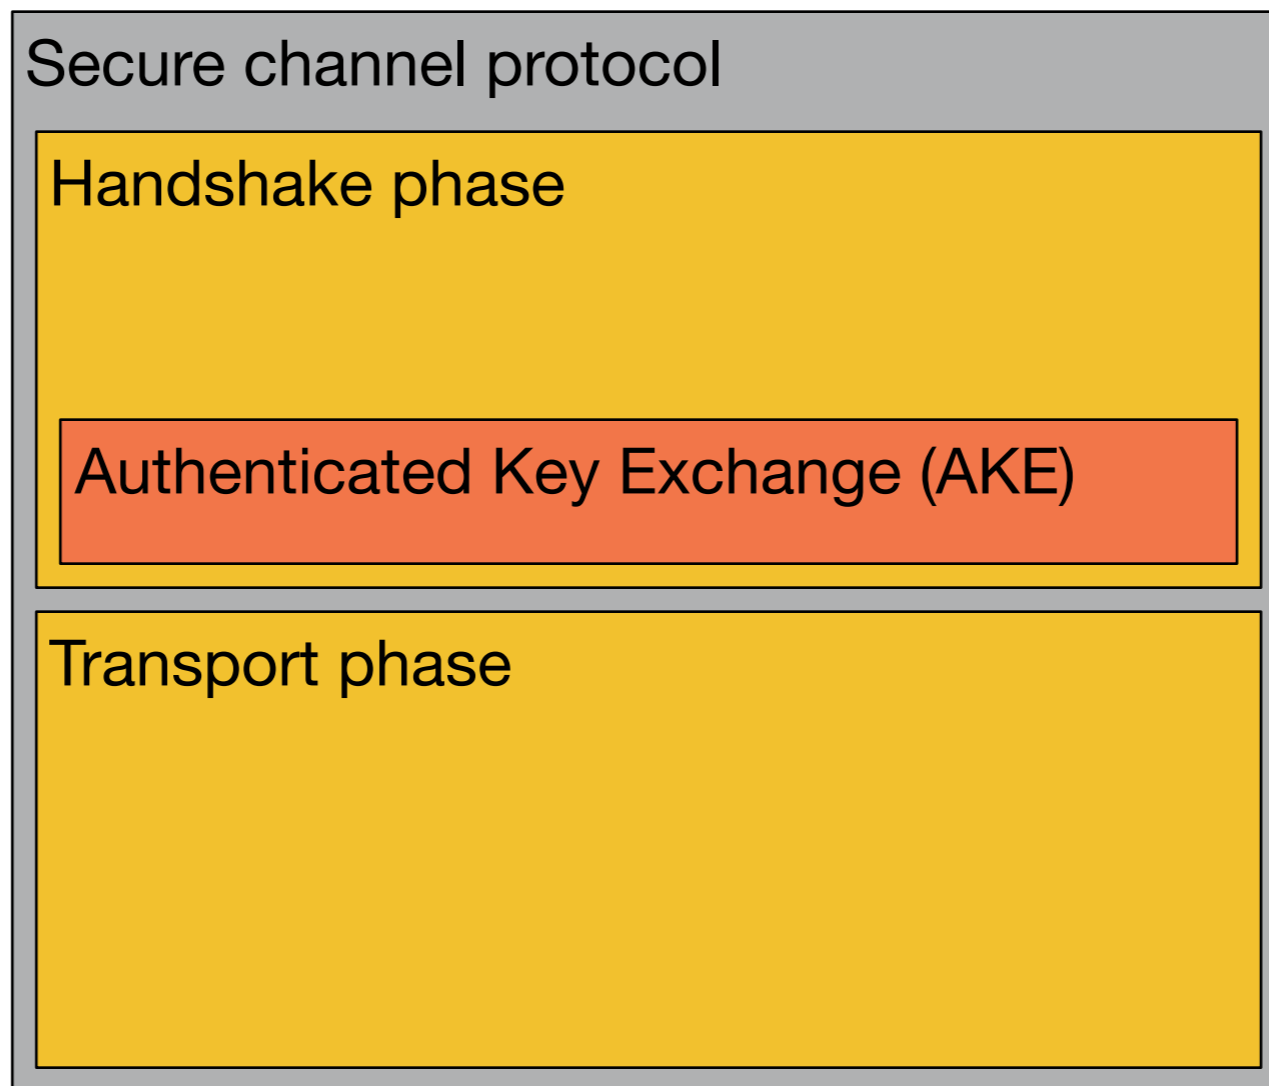 Secure channel protocol
Handshake phase
Authenticated Key Exchange (AKE)
Transport phase